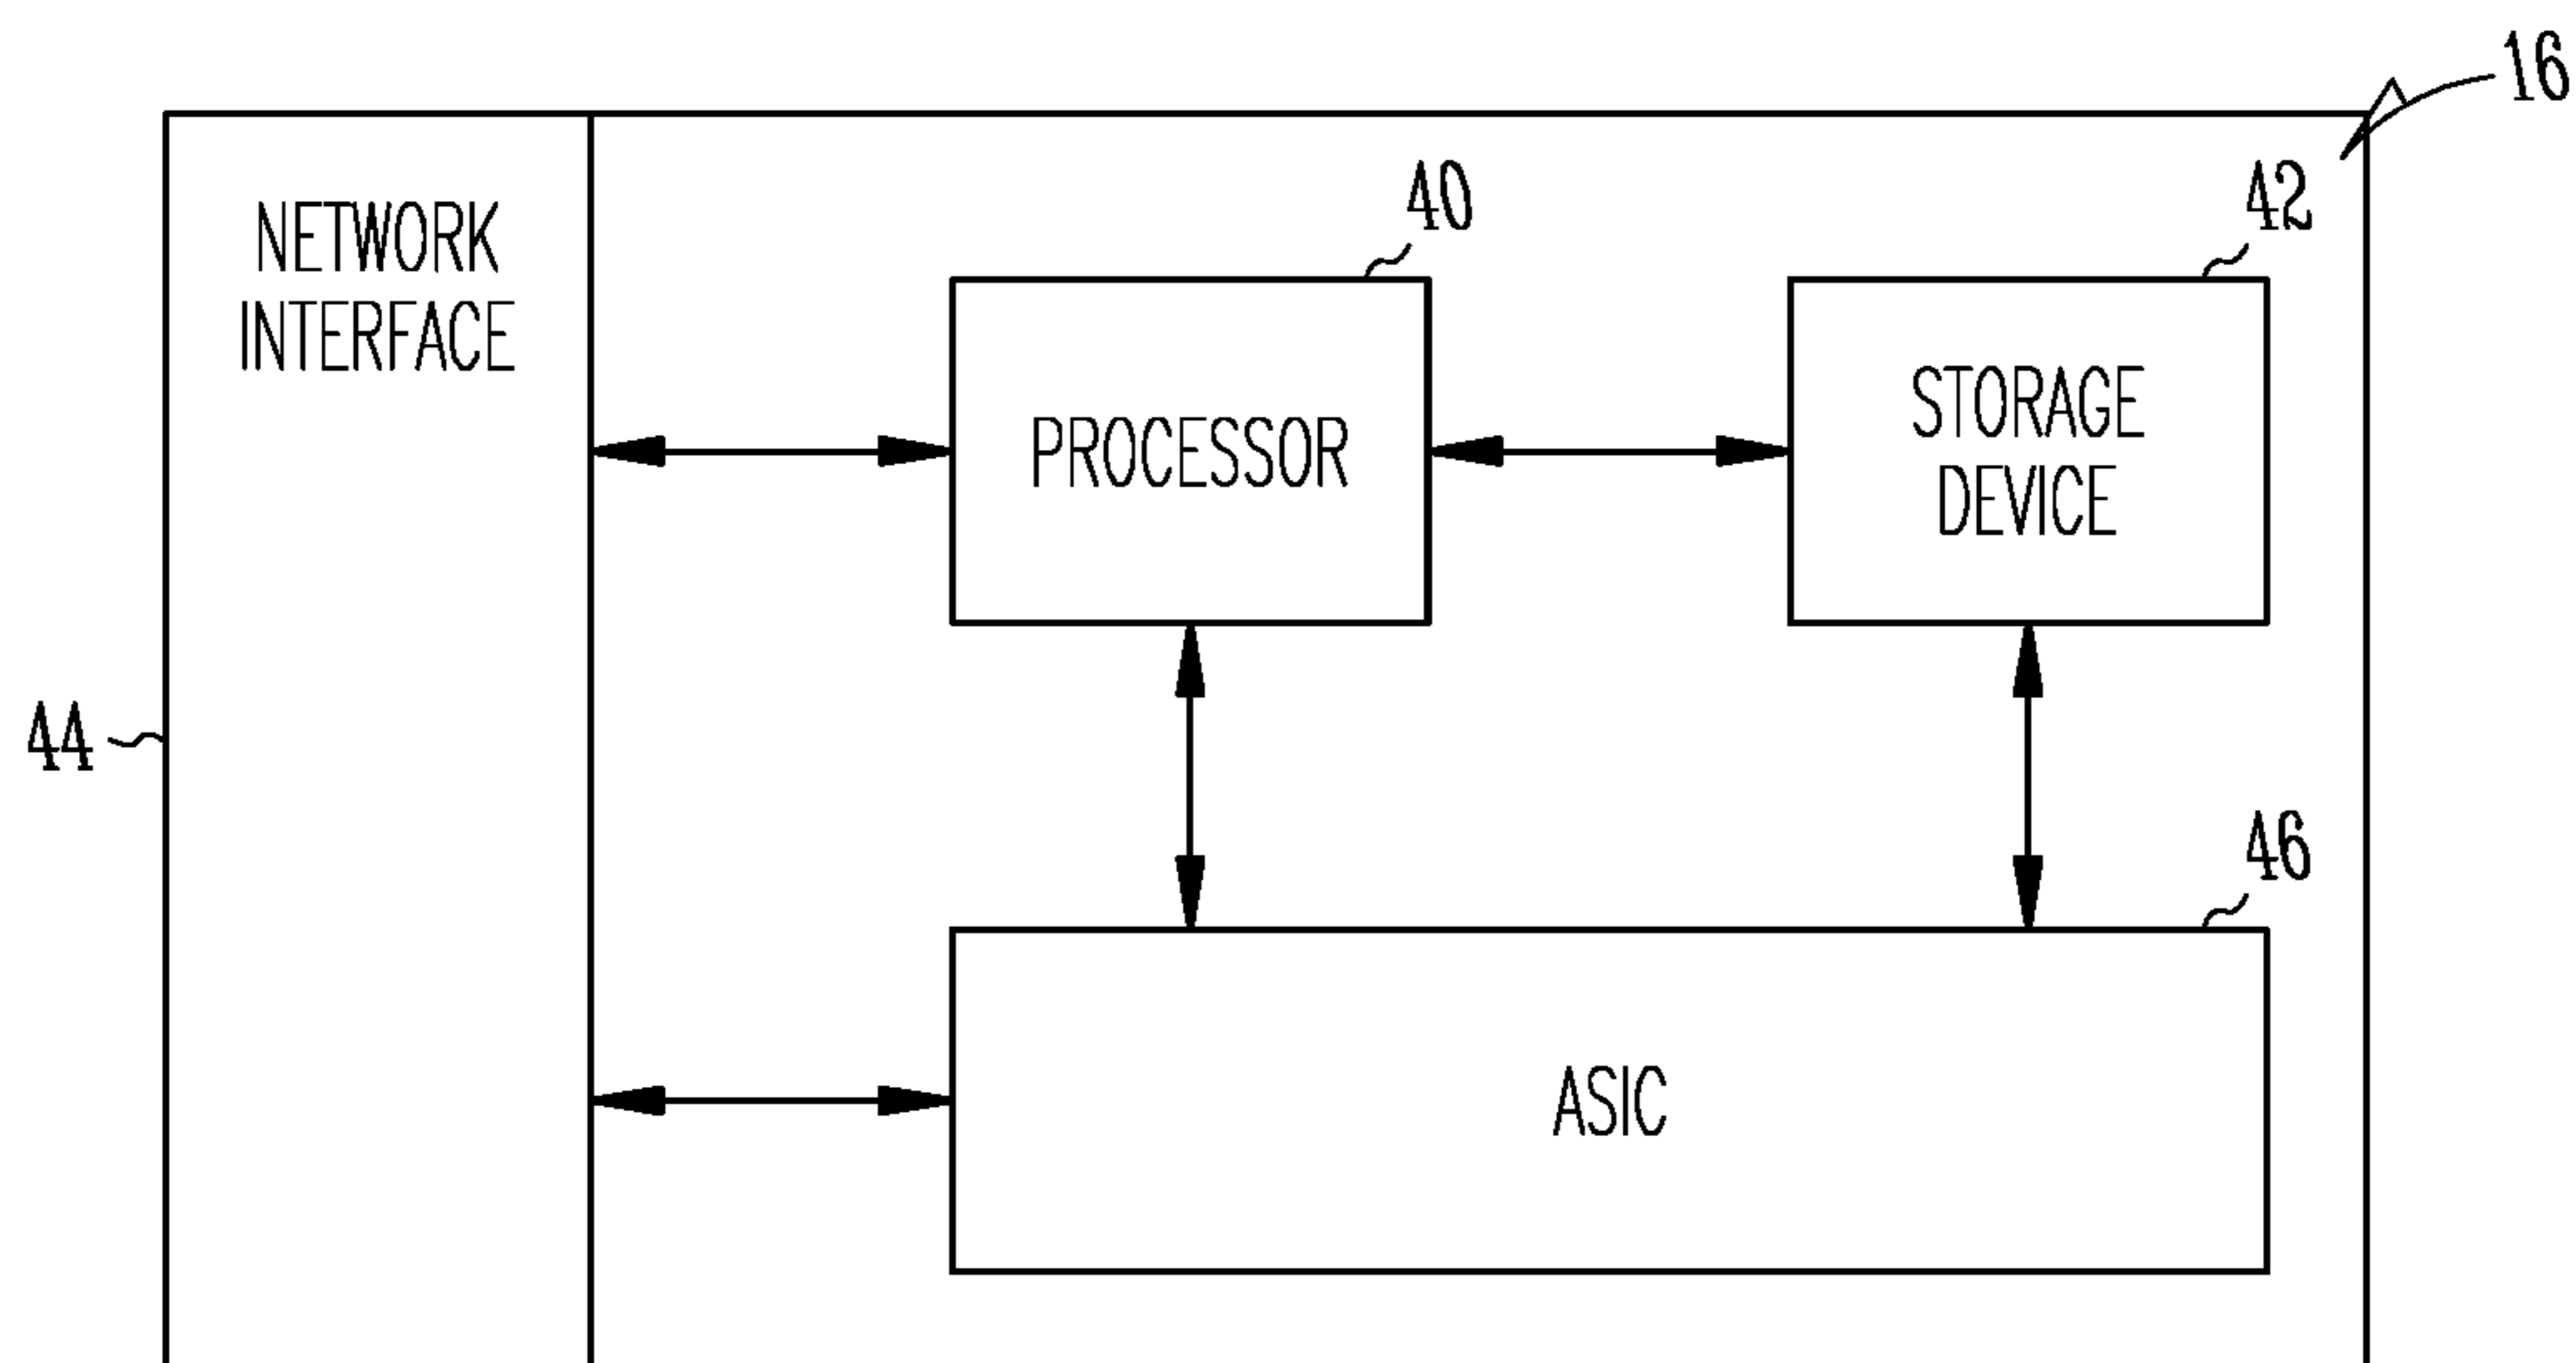 16
NETWORK
INTERFACE
40
42
PROCESSOR
STORAGE
DEVICE
44
46
ASIC